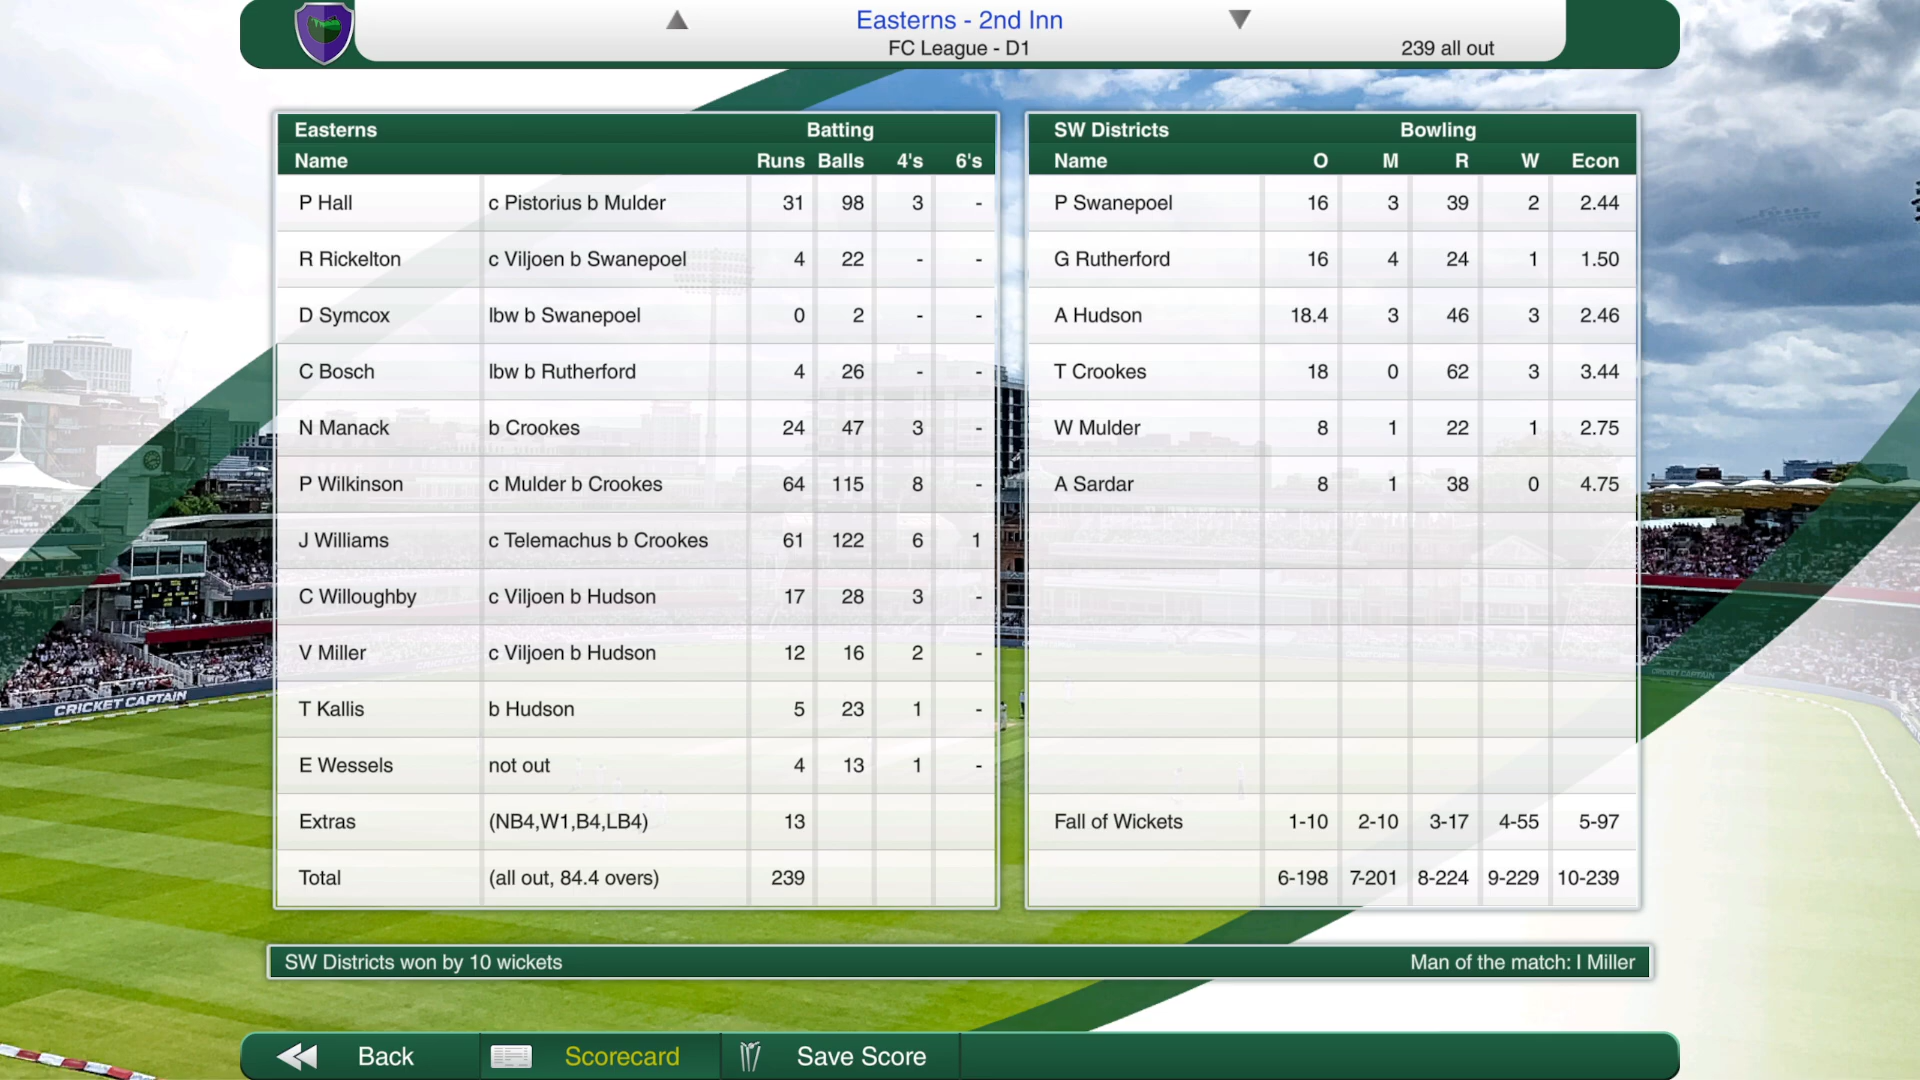 Easterns - 2nd Inn
FC League - D1
239 all out
Easterns Batting
Name Runs Balls 4's 6's
P Hall c Pistorius b Mulder 31 98 3 -
R Rickelton c Viljoen b Swanepoel 4 22 - -
D Symcox lbw b Swanepoel 0 2 - -
C Bosch lbw b Rutherford 4 26 - -
N Manack b Crookes 24 47 3 -
P Wilkinson c Mulder b Crookes 64 115 8 -
J Williams c Telemachus b Crookes 61 122 6 1
C Willoughby c Viljoen b Hudson 17 28 3 -
V Miller c Viljoen b Hudson 12 16 2 -
T Kallis b Hudson 5 23 1 -
E Wessels not out 4 13 1 -
Extras (NB4,W1,B4,LB4) 13
Total (all out, 84.4 overs) 239
SW Districts Bowling
Name O M R W Econ
P Swanepoel 16 3 39 2 2.44
G Rutherford 16 4 24 1 1.50
A Hudson 18.4 3 46 3 2.46
T Crookes 18 0 62 3 3.44
W Mulder 8 1 22 1 2.75
A Sardar 8 1 38 0 4.75
Fall of Wickets 1-10 2-10 3-17 4-55 5-97
6-198 7-201 8-224 9-229 10-239
CRICKET CAPTAIN
SW Districts won by 10 wickets
Man of the match: I Miller
Back
Scorecard
Save Score